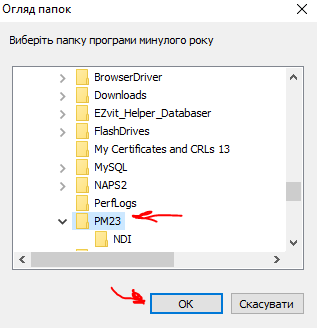 Огляд папок
Виберіть папку програми минулого року
BrowserDriver
Downloads
EZvit_Helper_Databaser
FlashDrives
My Certificates and CRLs 13
MySQL
NAPS2
PerfLogs
PM23
NDI
ОК
Скасувати